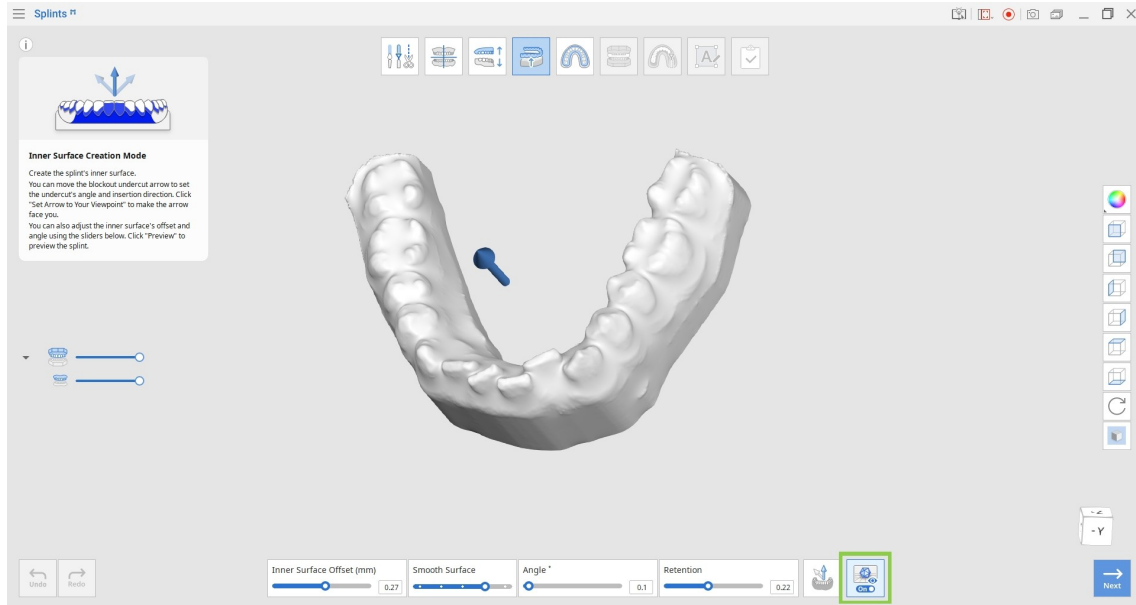 Splints
Inner Surface Creation Mode
Create the splint's inner surface.
You can move the blockout undercut arrow to set
the undercut's angle and insertion direction. Click
"Set Arrow to Your Viewpoint" to make the arrow
face you.
You can also adjust the inner surface's offset and
angle using the sliders below. Click "Preview" to
preview the splint.
-Y
Undo Redo
Inner Surface Offset (mm) 0.27
Smooth Surface
Angle ° 0.1
Retention 0.22
On
Next